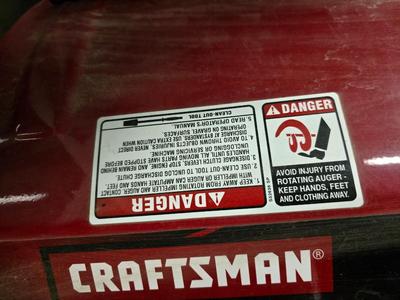 DANGER
1. KEEP AWAY FROM ROTATING IMPELLER AND AUGER. CONTACT
WITH IMPELLER OR AUGER CAN AMPUTATE HANDS AND FEET.
2. USE CLEAN-OUT TOOL TO UNCLOG DISCHARGE CHUTE.
3. DISENGAGE CLUTCH LEVERS, STOP ENGINE, AND REMAIN BEHIND
HANDLES UNTIL ALL MOVING PARTS HAVE STOPPED BEFORE
UNCLOGGING OR SERVICING MACHINE.
4. TO AVOID THROWN OBJECTS INJURIES, NEVER DIRECT
DISCHARGE AT BYSTANDERS. USE EXTRA CAUTION WHEN
OPERATING ON GRAVEL SURFACES.
5. READ OPERATOR'S MANUAL.
CLEAN-OUT TOOL
DANGER
AVOID INJURY FROM
ROTATING AUGER -
KEEP HANDS, FEET
AND CLOTHING AWAY.
CRAFTSMAN®